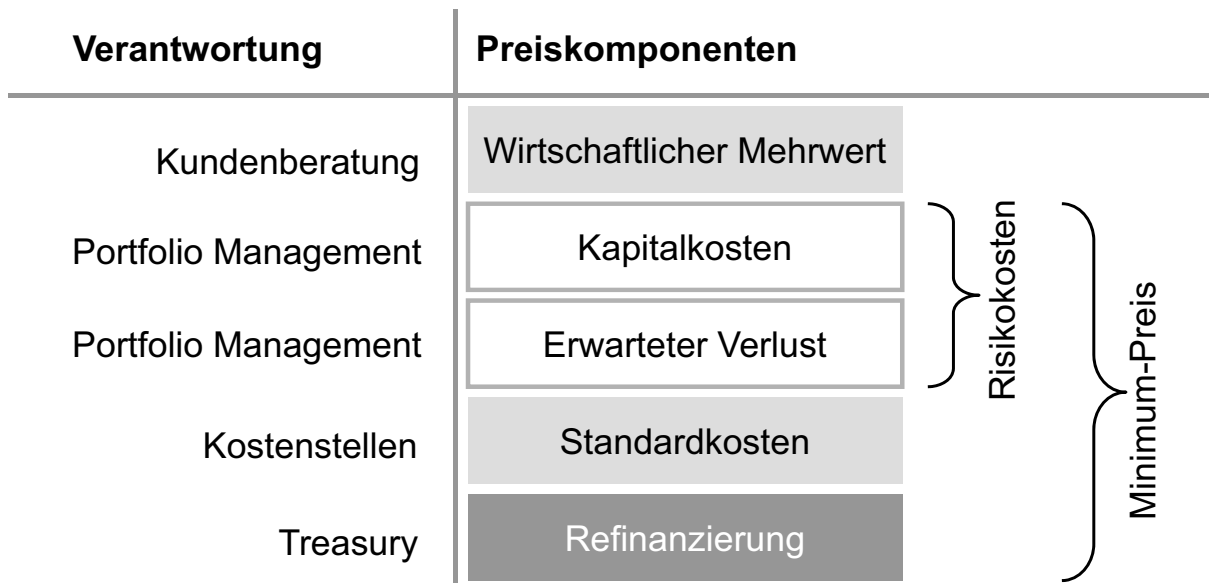 Verantwortung
Preiskomponenten
Kundenberatung
Wirtschaftlicher Mehrwert
Portfolio Management
Kapitalkosten
Portfolio Management
Erwarteter Verlust
Kostenstellen
Standardkosten
Treasury
Refinanzierung
Risikokosten
Minimum-Preis